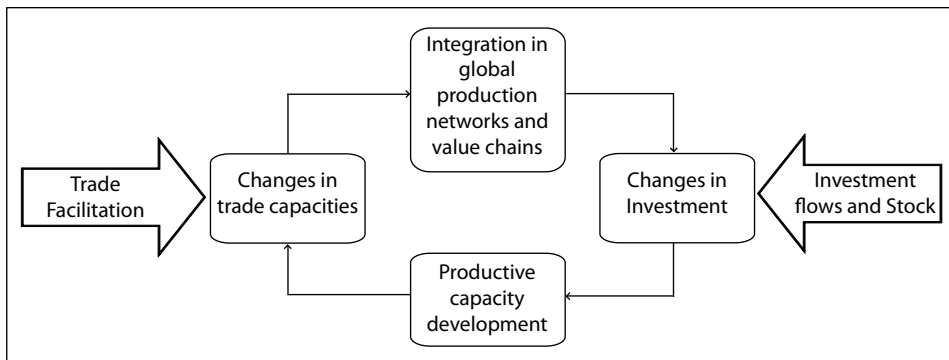 Integration in
global
production
networks and
value chains
Trade
Facilitation
Changes in
trade capacities
Changes in
Investment
Investment
flows and Stock
Productive
capacity
development